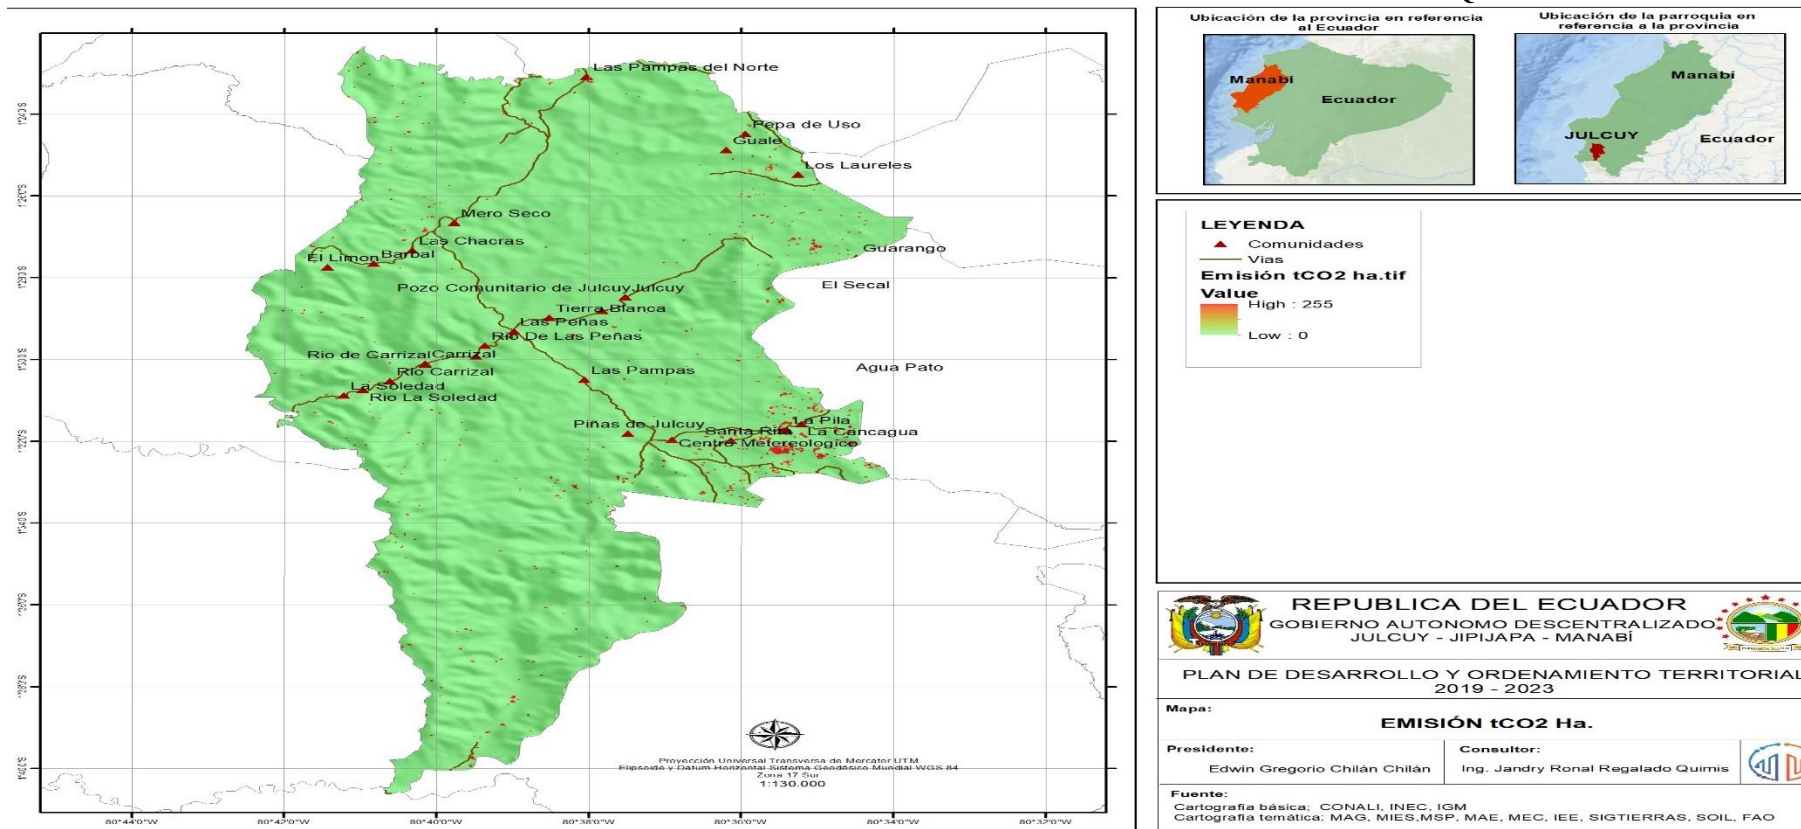 Las Pampas del Norte
Pepa de Uso
Guale
Los Laureles
Mero Seco
Las Chacras
Barbal
El Limon
Guarango
El Secal
Pozo Comunitario de Julcuy
Julcuy
Tierra Blanca
Las Peñas
Rio De Las Peñas
Rio de Carrizal
Carrizal
Rio Carrizal
La Soledad
Rio La Soledad
Las Pampas
Agua Pato
Piñas de Julcuy
Santa Rita
La Pila
La Cancagua
Centro Metereologico
Proyección Universal Transversa de Mercator UTM
Elipsoide y Datum Horizontal Sistema Geodésico Mundial WGS 84
Zona 17 Sur
1:130.000
80°44'0"W
80°42'0"W
80°40'0"W
80°38'0"W
80°36'0"W
80°34'0"W
80°32'0"W
Ubicación de la provincia en referencia
al Ecuador
Manabí
Ecuador
Ubicación de la parroquia en
referencia a la provincia
Manabí
JULCUY
Ecuador
LEYENDA
Comunidades
Vias
Emisión tCO2 ha.tif
Value
High : 255
Low : 0
REPUBLICA DEL ECUADOR
GOBIERNO AUTONOMO DESCENTRALIZADO
JULCUY - JIPIJAPA - MANABÍ
PLAN DE DESARROLLO Y ORDENAMIENTO TERRITORIAL
2019 - 2023
Mapa:
EMISIÓN tCO2 Ha.
Presidente:
Edwin Gregorio Chilán Chilán
Consultor:
Ing. Jandry Ronal Regalado Quimis
Fuente:
Cartografía básica; CONALI, INEC, IGM
Cartografía temática: MAG, MIES,MSP, MAE, MEC, IEE, SIGTIERRAS, SOIL, FAO